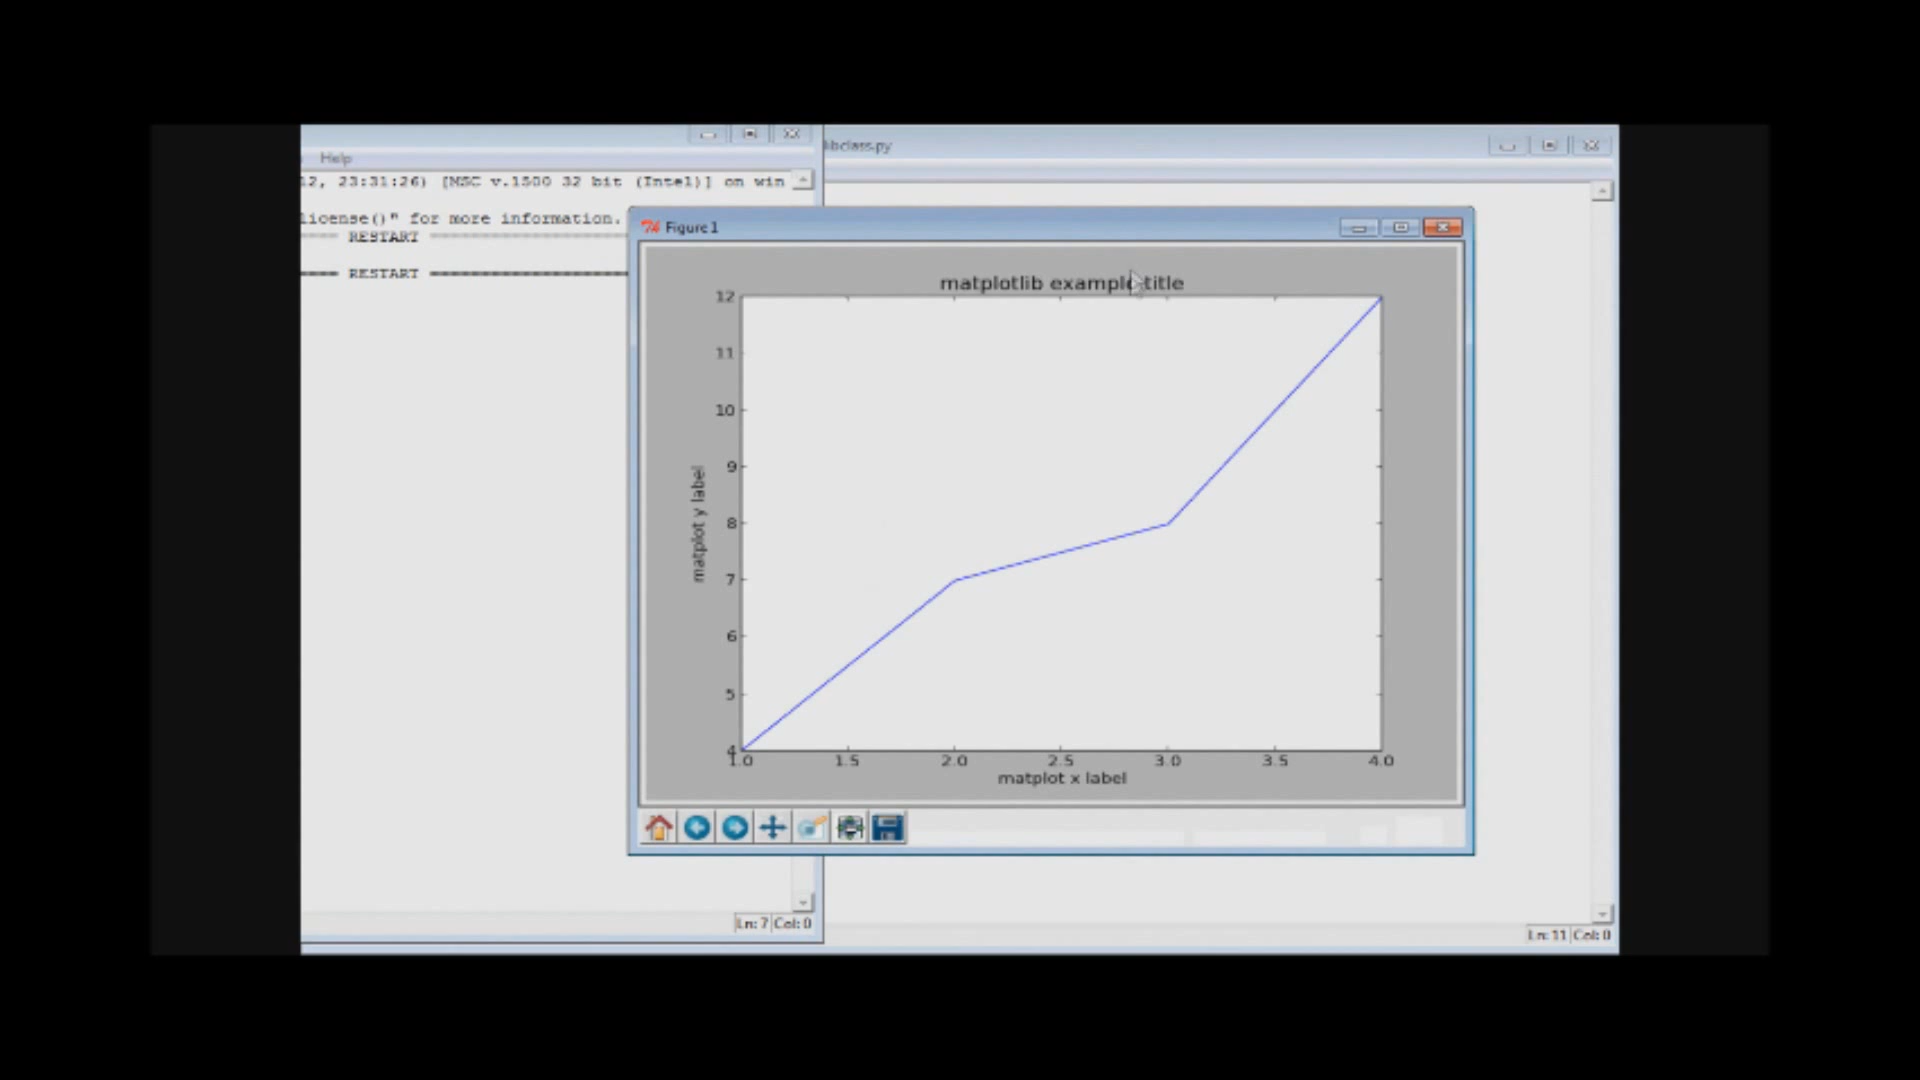 Help
12, 23:31:26) [MSC v.1500 32 bit (Intel)] on win
license()" for more information.
RESTART
RESTART
Ln: 7 Col: 0
libclass.py
Figure 1
matplotlib example title
12
11
10
9
8
7
6
5
4
matplot y label
1.0 1.5 2.0 2.5 3.0 3.5 4.0
matplot x label
Ln: 11 Col: 0